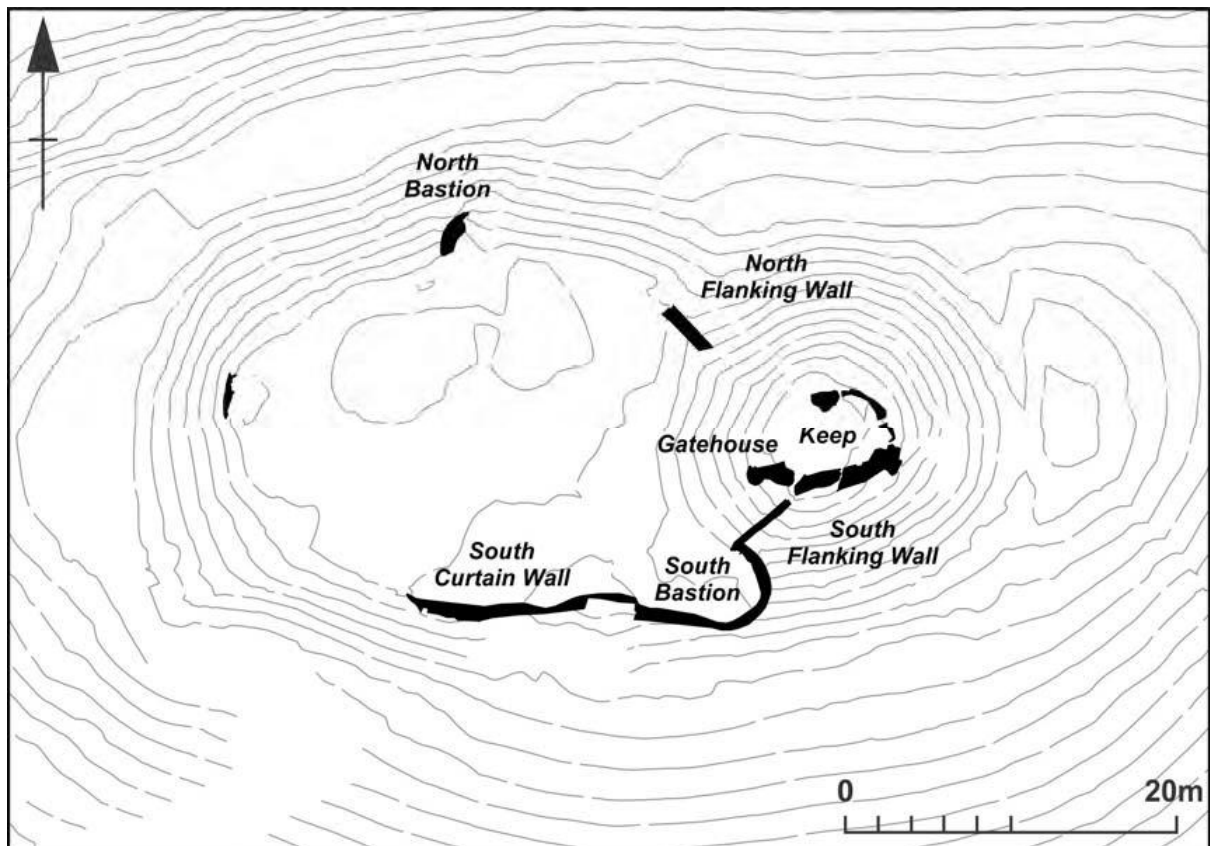 North
Bastion
North
Flanking Wall
Gatehouse
Keep
South
Flanking Wall
South
Curtain Wall
South
Bastion
0
20m